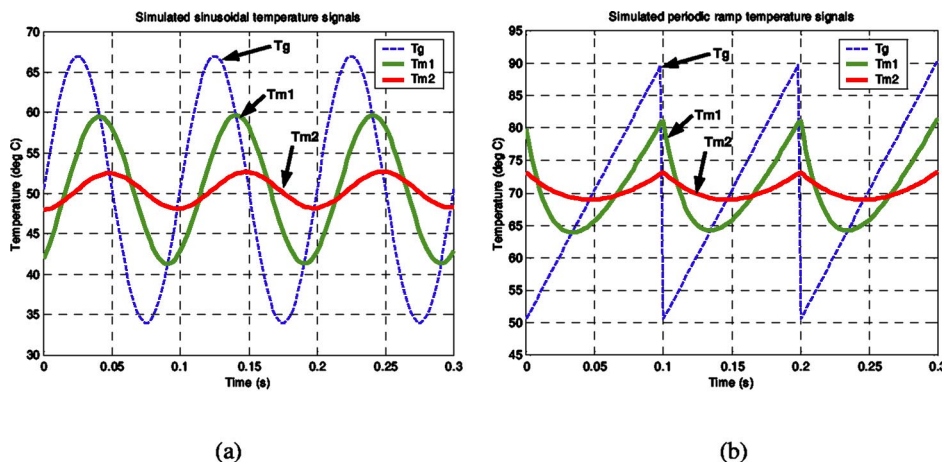 Simulated sinusoidal temperature signals
70
65
60
55
50
45
40
35
30
Temperature (deg C)
0
0.05
0.1
0.15
0.2
0.25
0.3
Time (s)
Tg
Tm1
Tm2
Tg
Tm1
Tm2
(a)
Simulated periodic ramp temperature signals
95
90
85
80
75
70
65
60
55
50
45
Temperature (deg C)
0
0.05
0.1
0.15
0.2
0.25
0.3
Time (s)
Tg
Tm1
Tm2
Tg
Tm1
Tm2
(b)